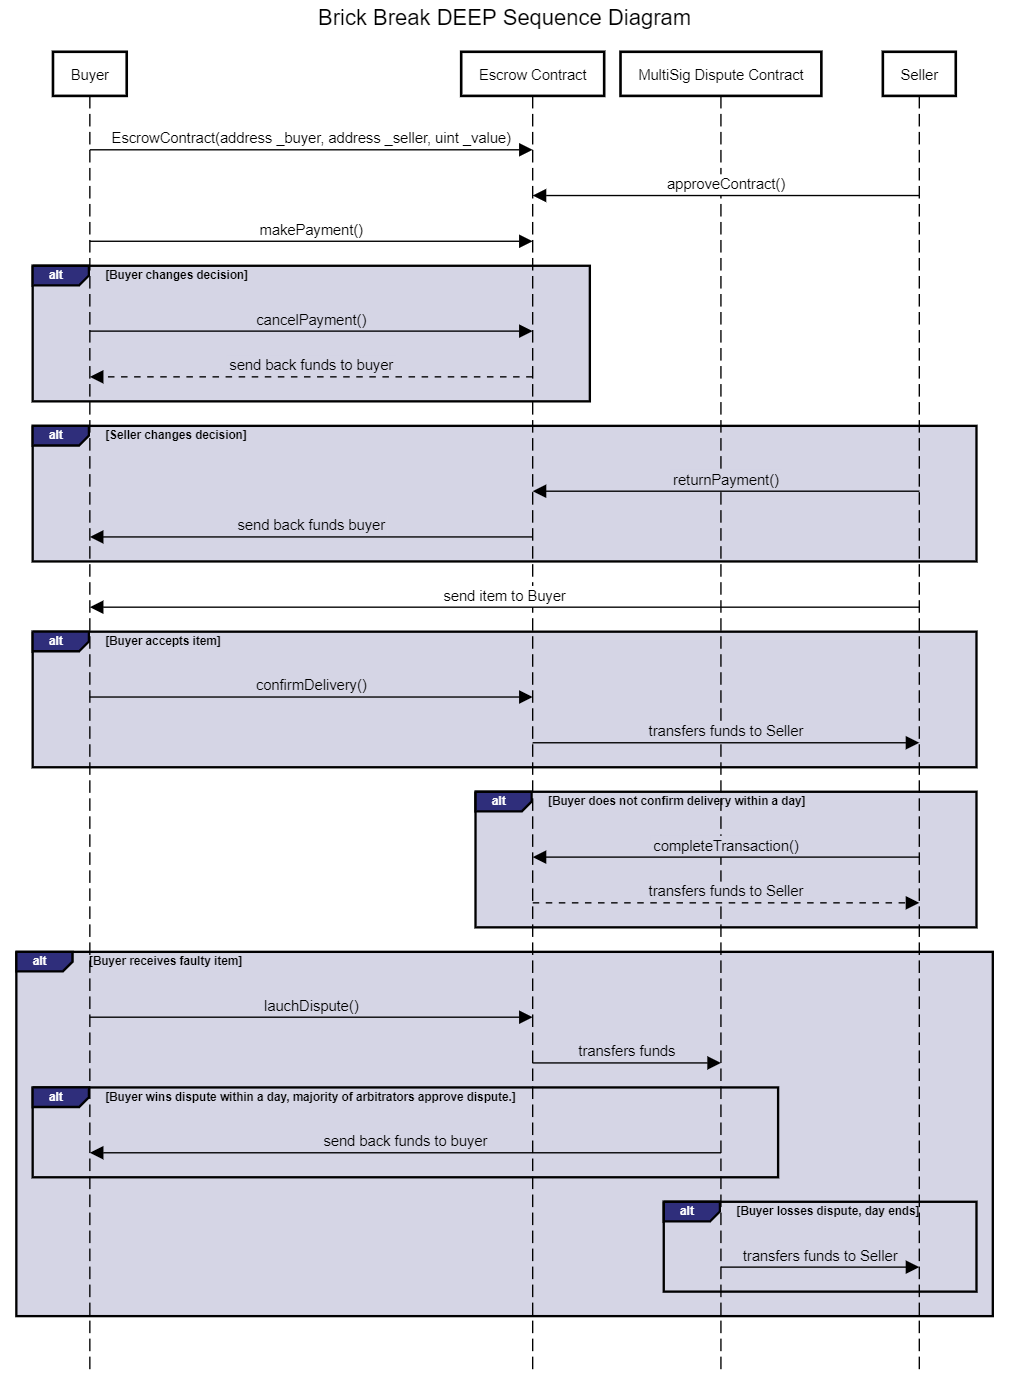 Brick Break DEEP Sequence Diagram
Buyer
Escrow Contract
MultiSig Dispute Contract
Seller
EscrowContract(address _buyer, address _seller, uint _value)
approveContract()
makePayment()
alt
[Buyer changes decision]
cancelPayment()
send back funds to buyer
alt
[Seller changes decision]
returnPayment()
send back funds buyer
send item to Buyer
alt
[Buyer accepts item]
confirmDelivery()
transfers funds to Seller
alt
[Buyer does not confirm delivery within a day]
completeTransaction()
transfers funds to Seller
alt
[Buyer receives faulty item]
lauchDispute()
transfers funds
alt
[Buyer wins dispute within a day, majority of arbitrators approve dispute.]
send back funds to buyer
alt
[Buyer losses dispute, day ends]
transfers funds to Seller